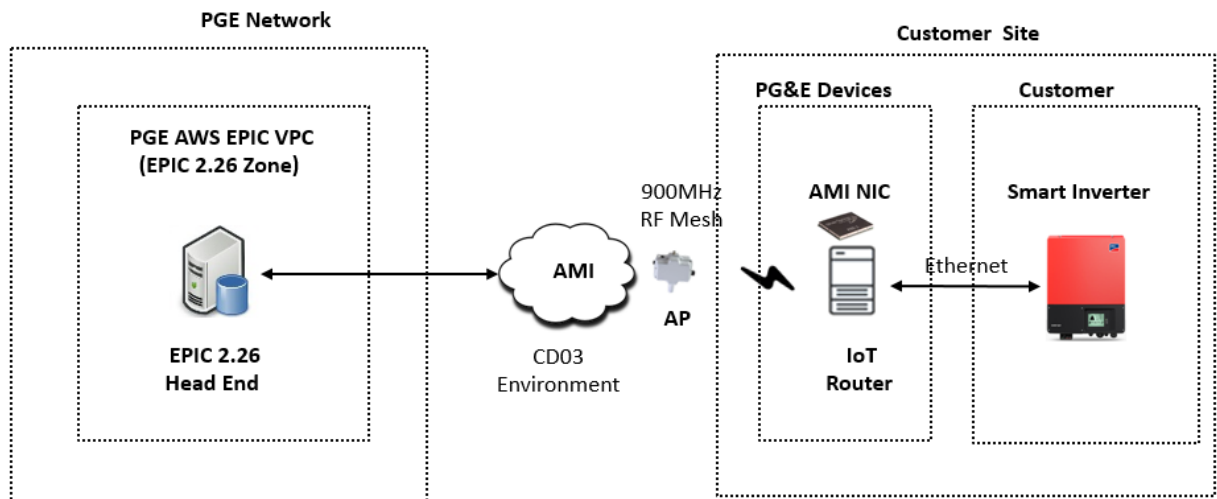 PGE Network
Customer Site
PG&E Devices
Customer
PGE AWS EPIC VPC
(EPIC 2.26 Zone)
900MHz
RF Mesh
AMI NIC
Smart Inverter
AMI
Ethernet
AP
EPIC 2.26
Head End
CD03
Environment
IoT
Router